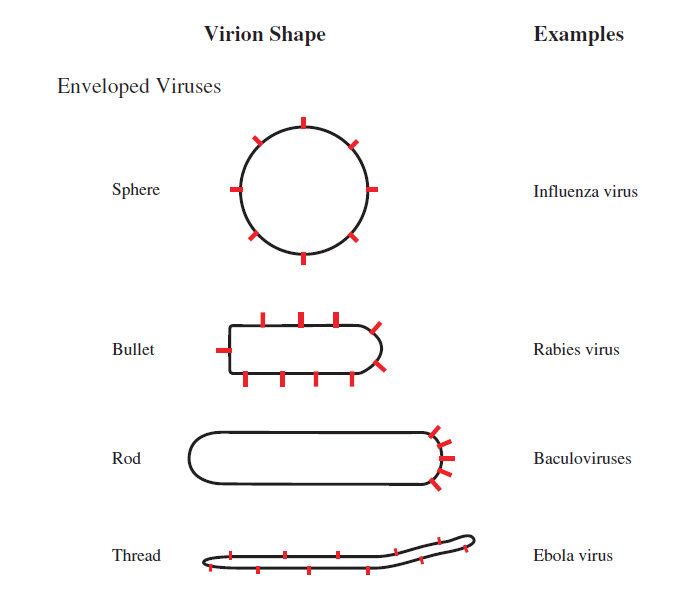 Virion Shape Examples
Enveloped Viruses
Sphere Influenza virus
Bullet Rabies virus
Rod Baculoviruses
Thread Ebola virus